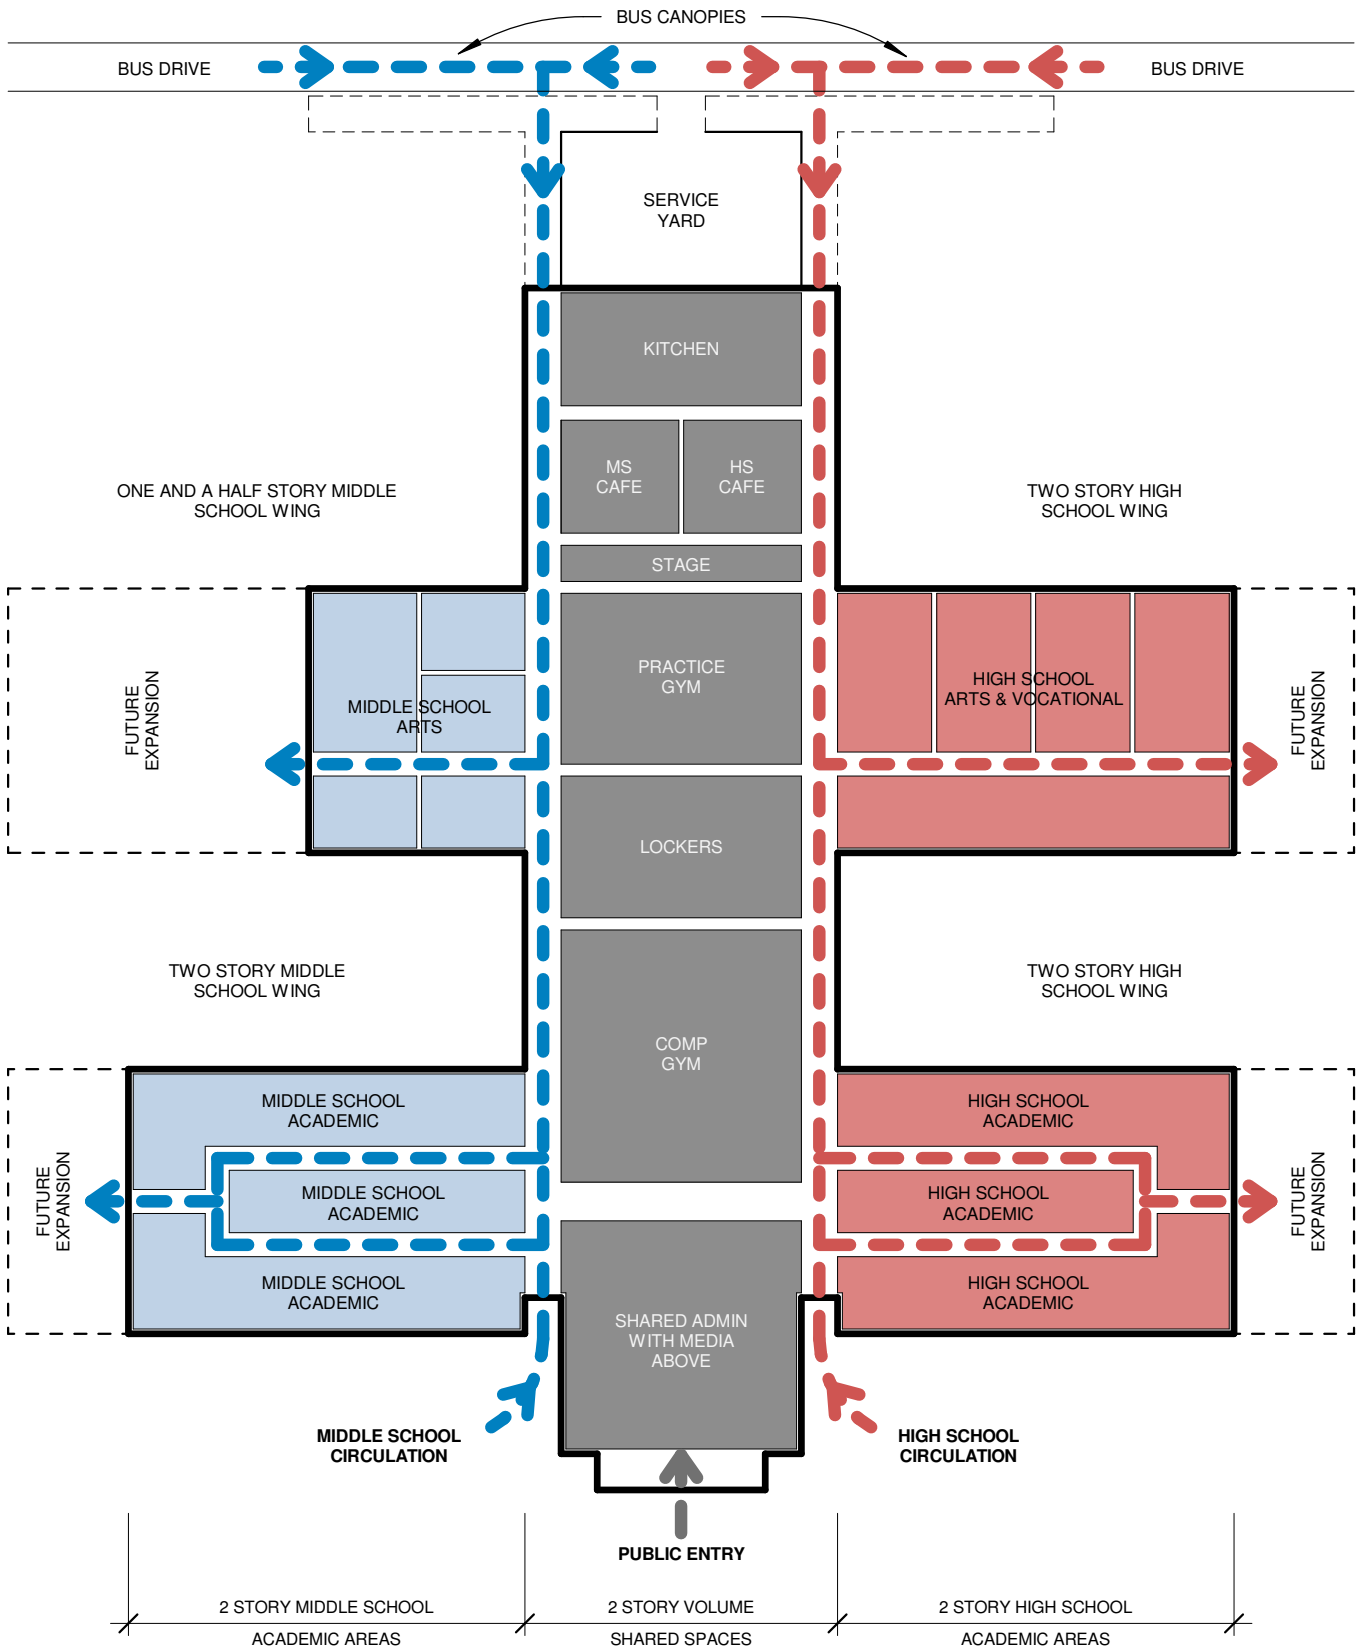 BUS CANOPIES
BUS DRIVE
BUS DRIVE
SERVICE
YARD
KITCHEN
MS
CAFE
HS
CAFE
ONE AND A HALF STORY MIDDLE
SCHOOL WING
TWO STORY HIGH
SCHOOL WING
STAGE
FUTURE
EXPANSION
MIDDLE SCHOOL
ARTS
PRACTICE
GYM
HIGH SCHOOL
ARTS & VOCATIONAL
FUTURE
EXPANSION
LOCKERS
TWO STORY MIDDLE
SCHOOL WING
TWO STORY HIGH
SCHOOL WING
COMP
GYM
MIDDLE SCHOOL
ACADEMIC
HIGH SCHOOL
ACADEMIC
FUTURE
EXPANSION
MIDDLE SCHOOL
ACADEMIC
HIGH SCHOOL
ACADEMIC
FUTURE
EXPANSION
MIDDLE SCHOOL
ACADEMIC
HIGH SCHOOL
ACADEMIC
SHARED ADMIN
WITH MEDIA
ABOVE
MIDDLE SCHOOL
CIRCULATION
HIGH SCHOOL
CIRCULATION
PUBLIC ENTRY
2 STORY MIDDLE SCHOOL
ACADEMIC AREAS
2 STORY VOLUME
SHARED SPACES
2 STORY HIGH SCHOOL
ACADEMIC AREAS